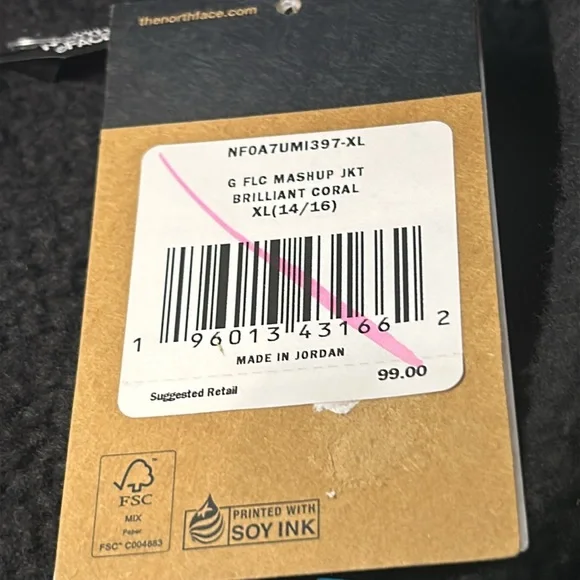 thenorthface.com
NF0A7UMI397-XL
G FLC MASHUP JKT
BRILLIANT CORAL
XL(14/16)
1 96013 43166 2
MADE IN JORDAN
99.00
Suggested Retail
FSC
MIX
Paper
FSC® C004683
PRINTED WITH
SOY INK